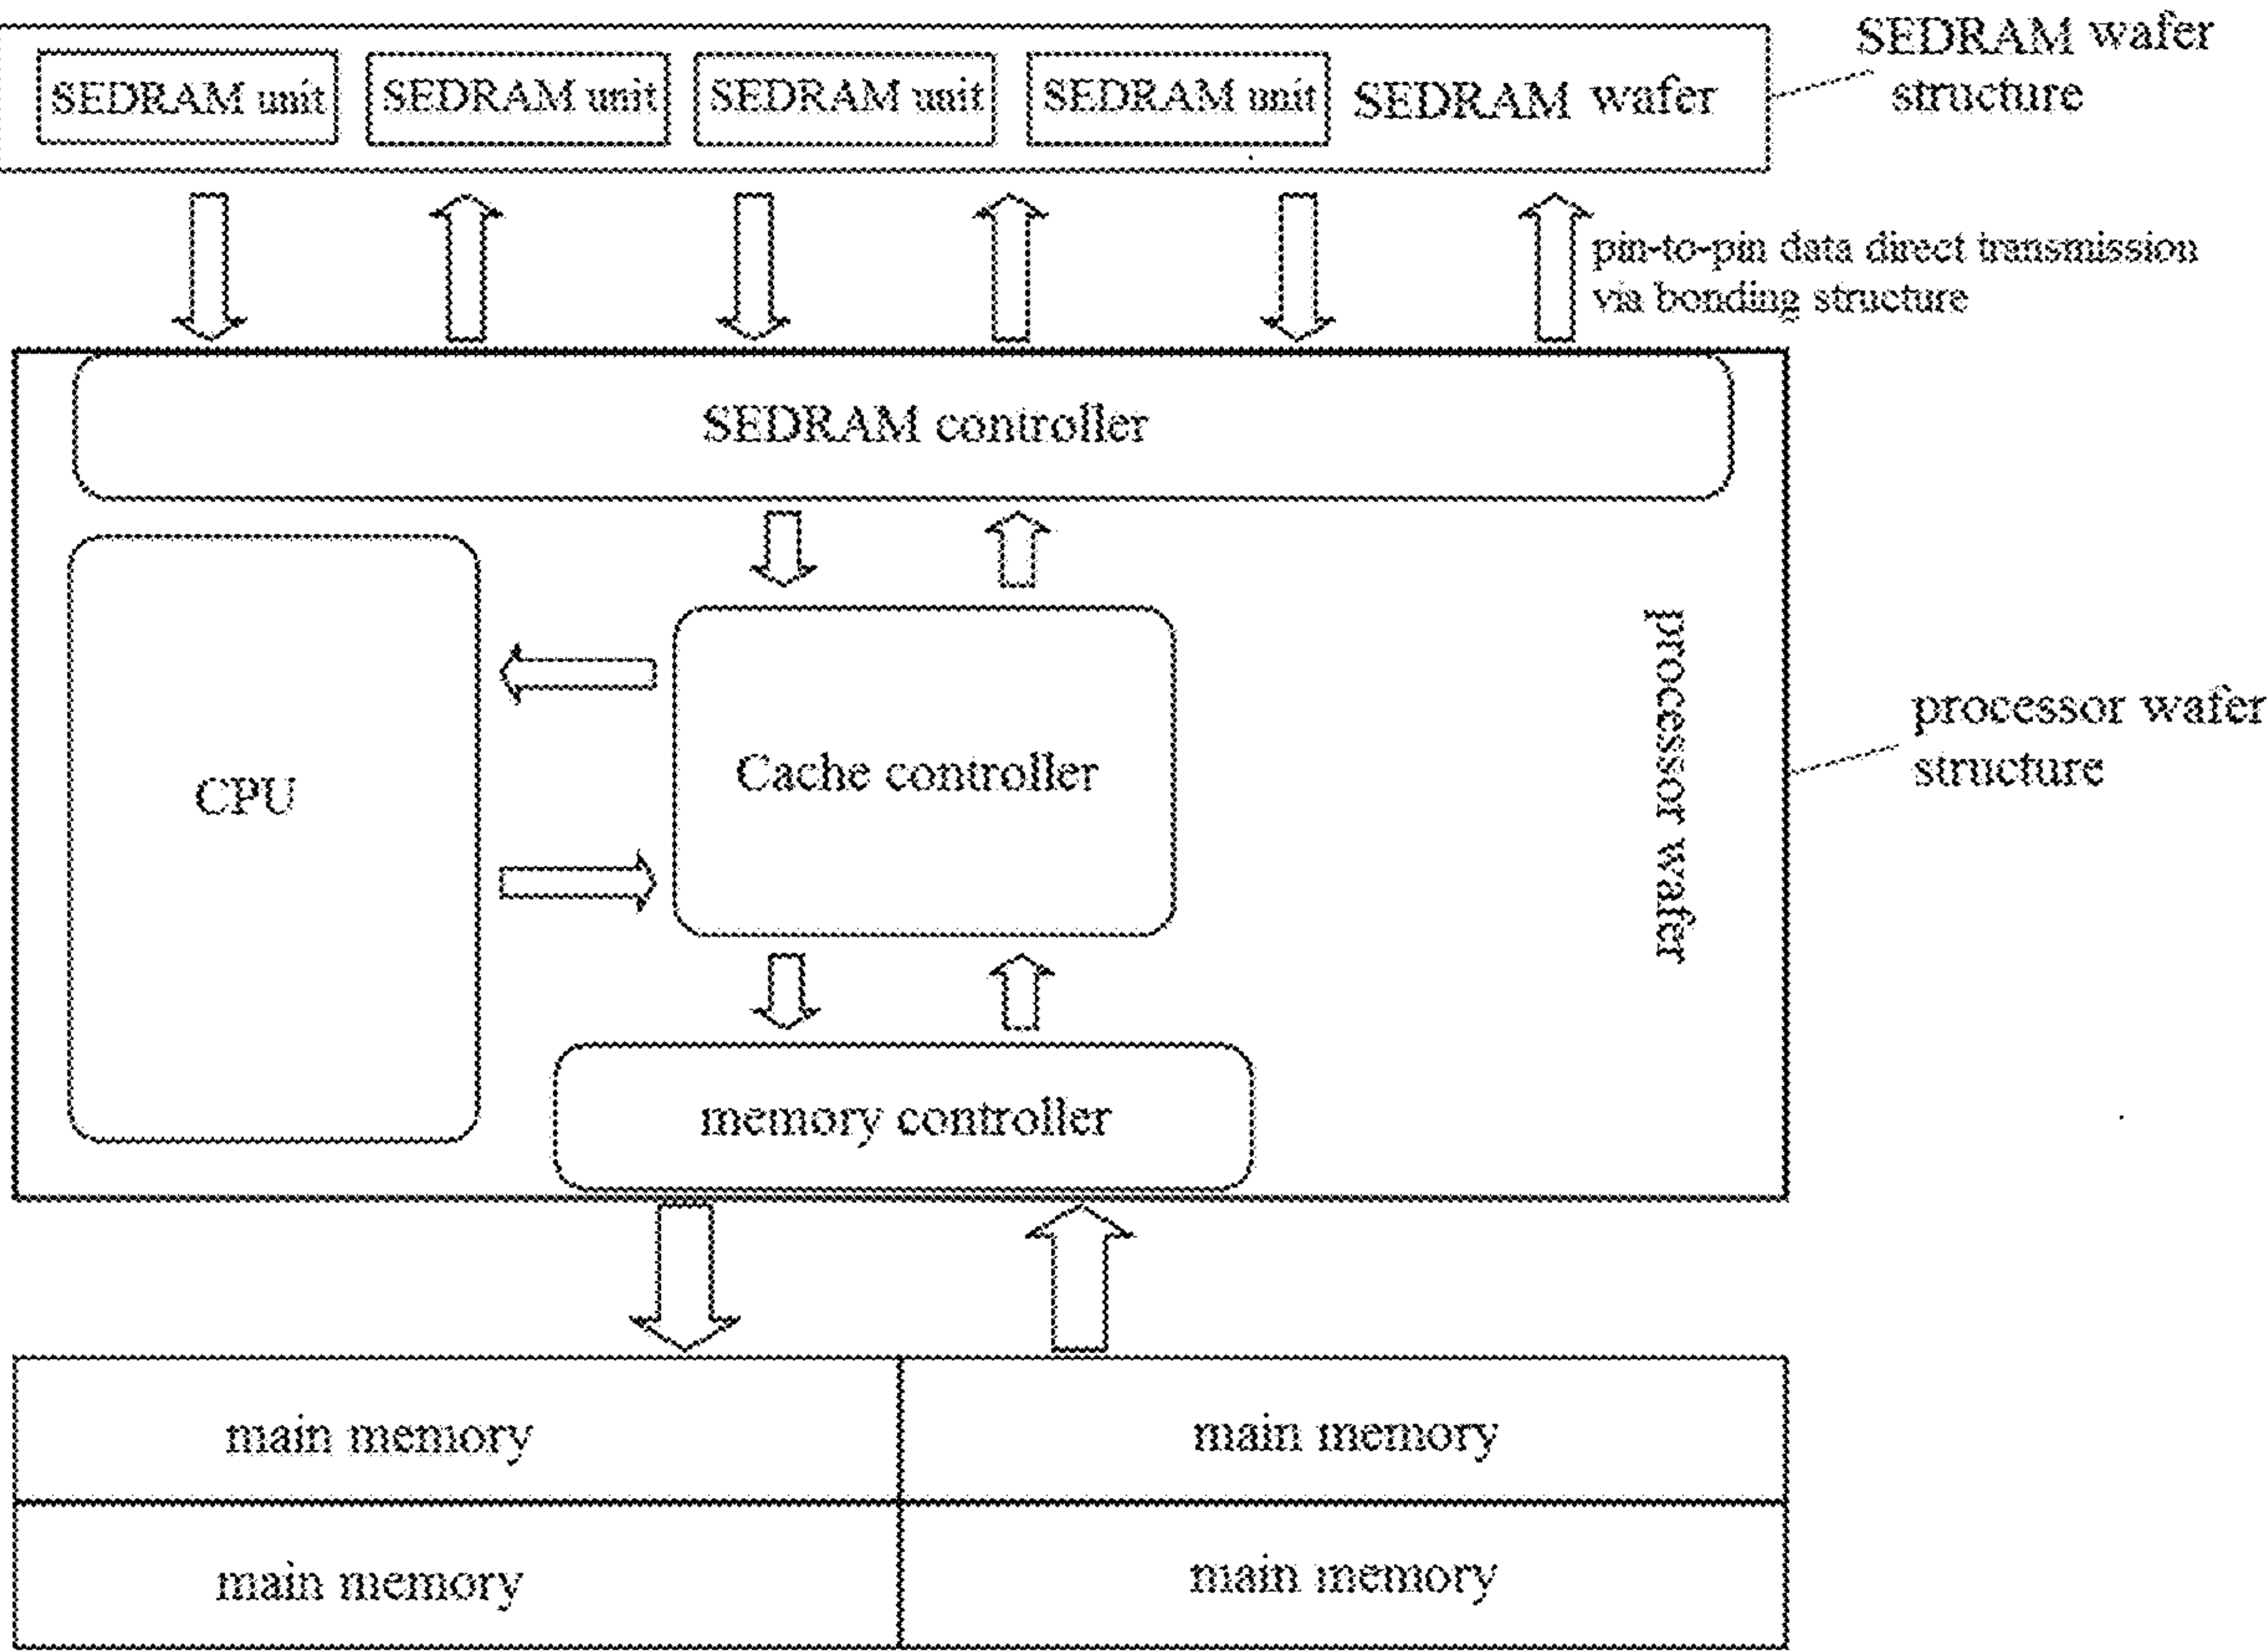 SEDRAM wafer
structure
SEDRAM unit
SEDRAM unit
SEDRAM unit
SEDRAM unit
SEDRAM wafer
pin-to-pin data direct transmission
via bonding structure
SEDRAM controller
CPU
Cache controller
processor wafer
processor wafer
structure
memory controller
main memory
main memory
main memory
main memory